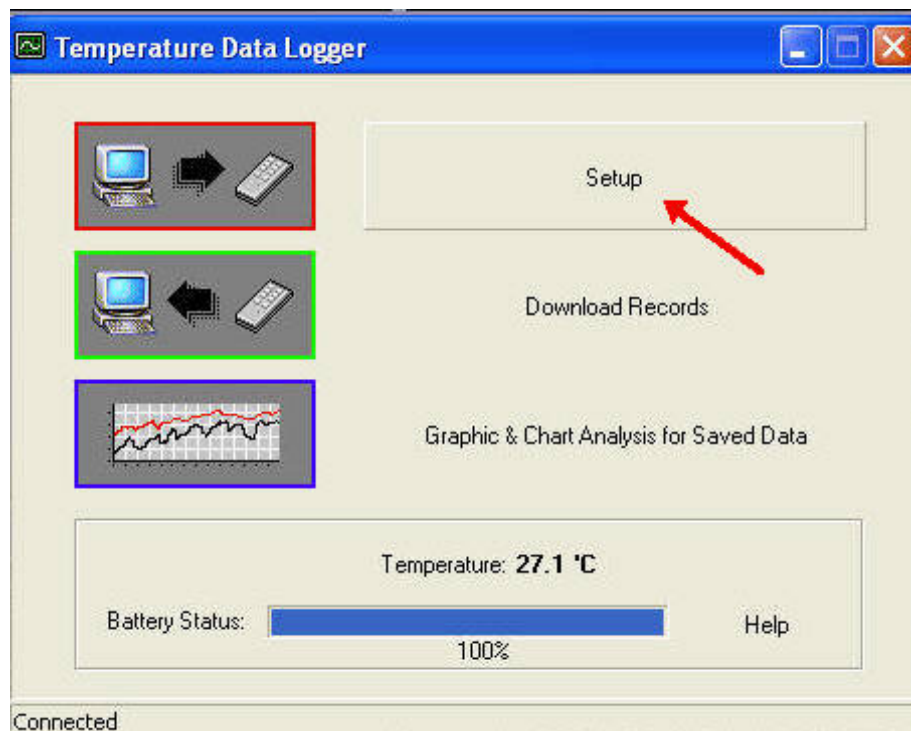 Temperature Data Logger
Setup
Download Records
Graphic & Chart Analysis for Saved Data
Temperature: 27.1 'C
Battery Status:
Help
100%
Connected